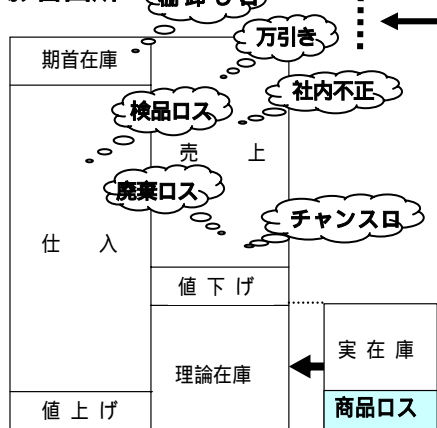 万引き
期首在庫
社内不正
検品ロス
売 上
廃棄ロス
チャンスロ
仕 入
値 下 げ
実 在 庫
理論在庫
商品ロス
値 上 げ